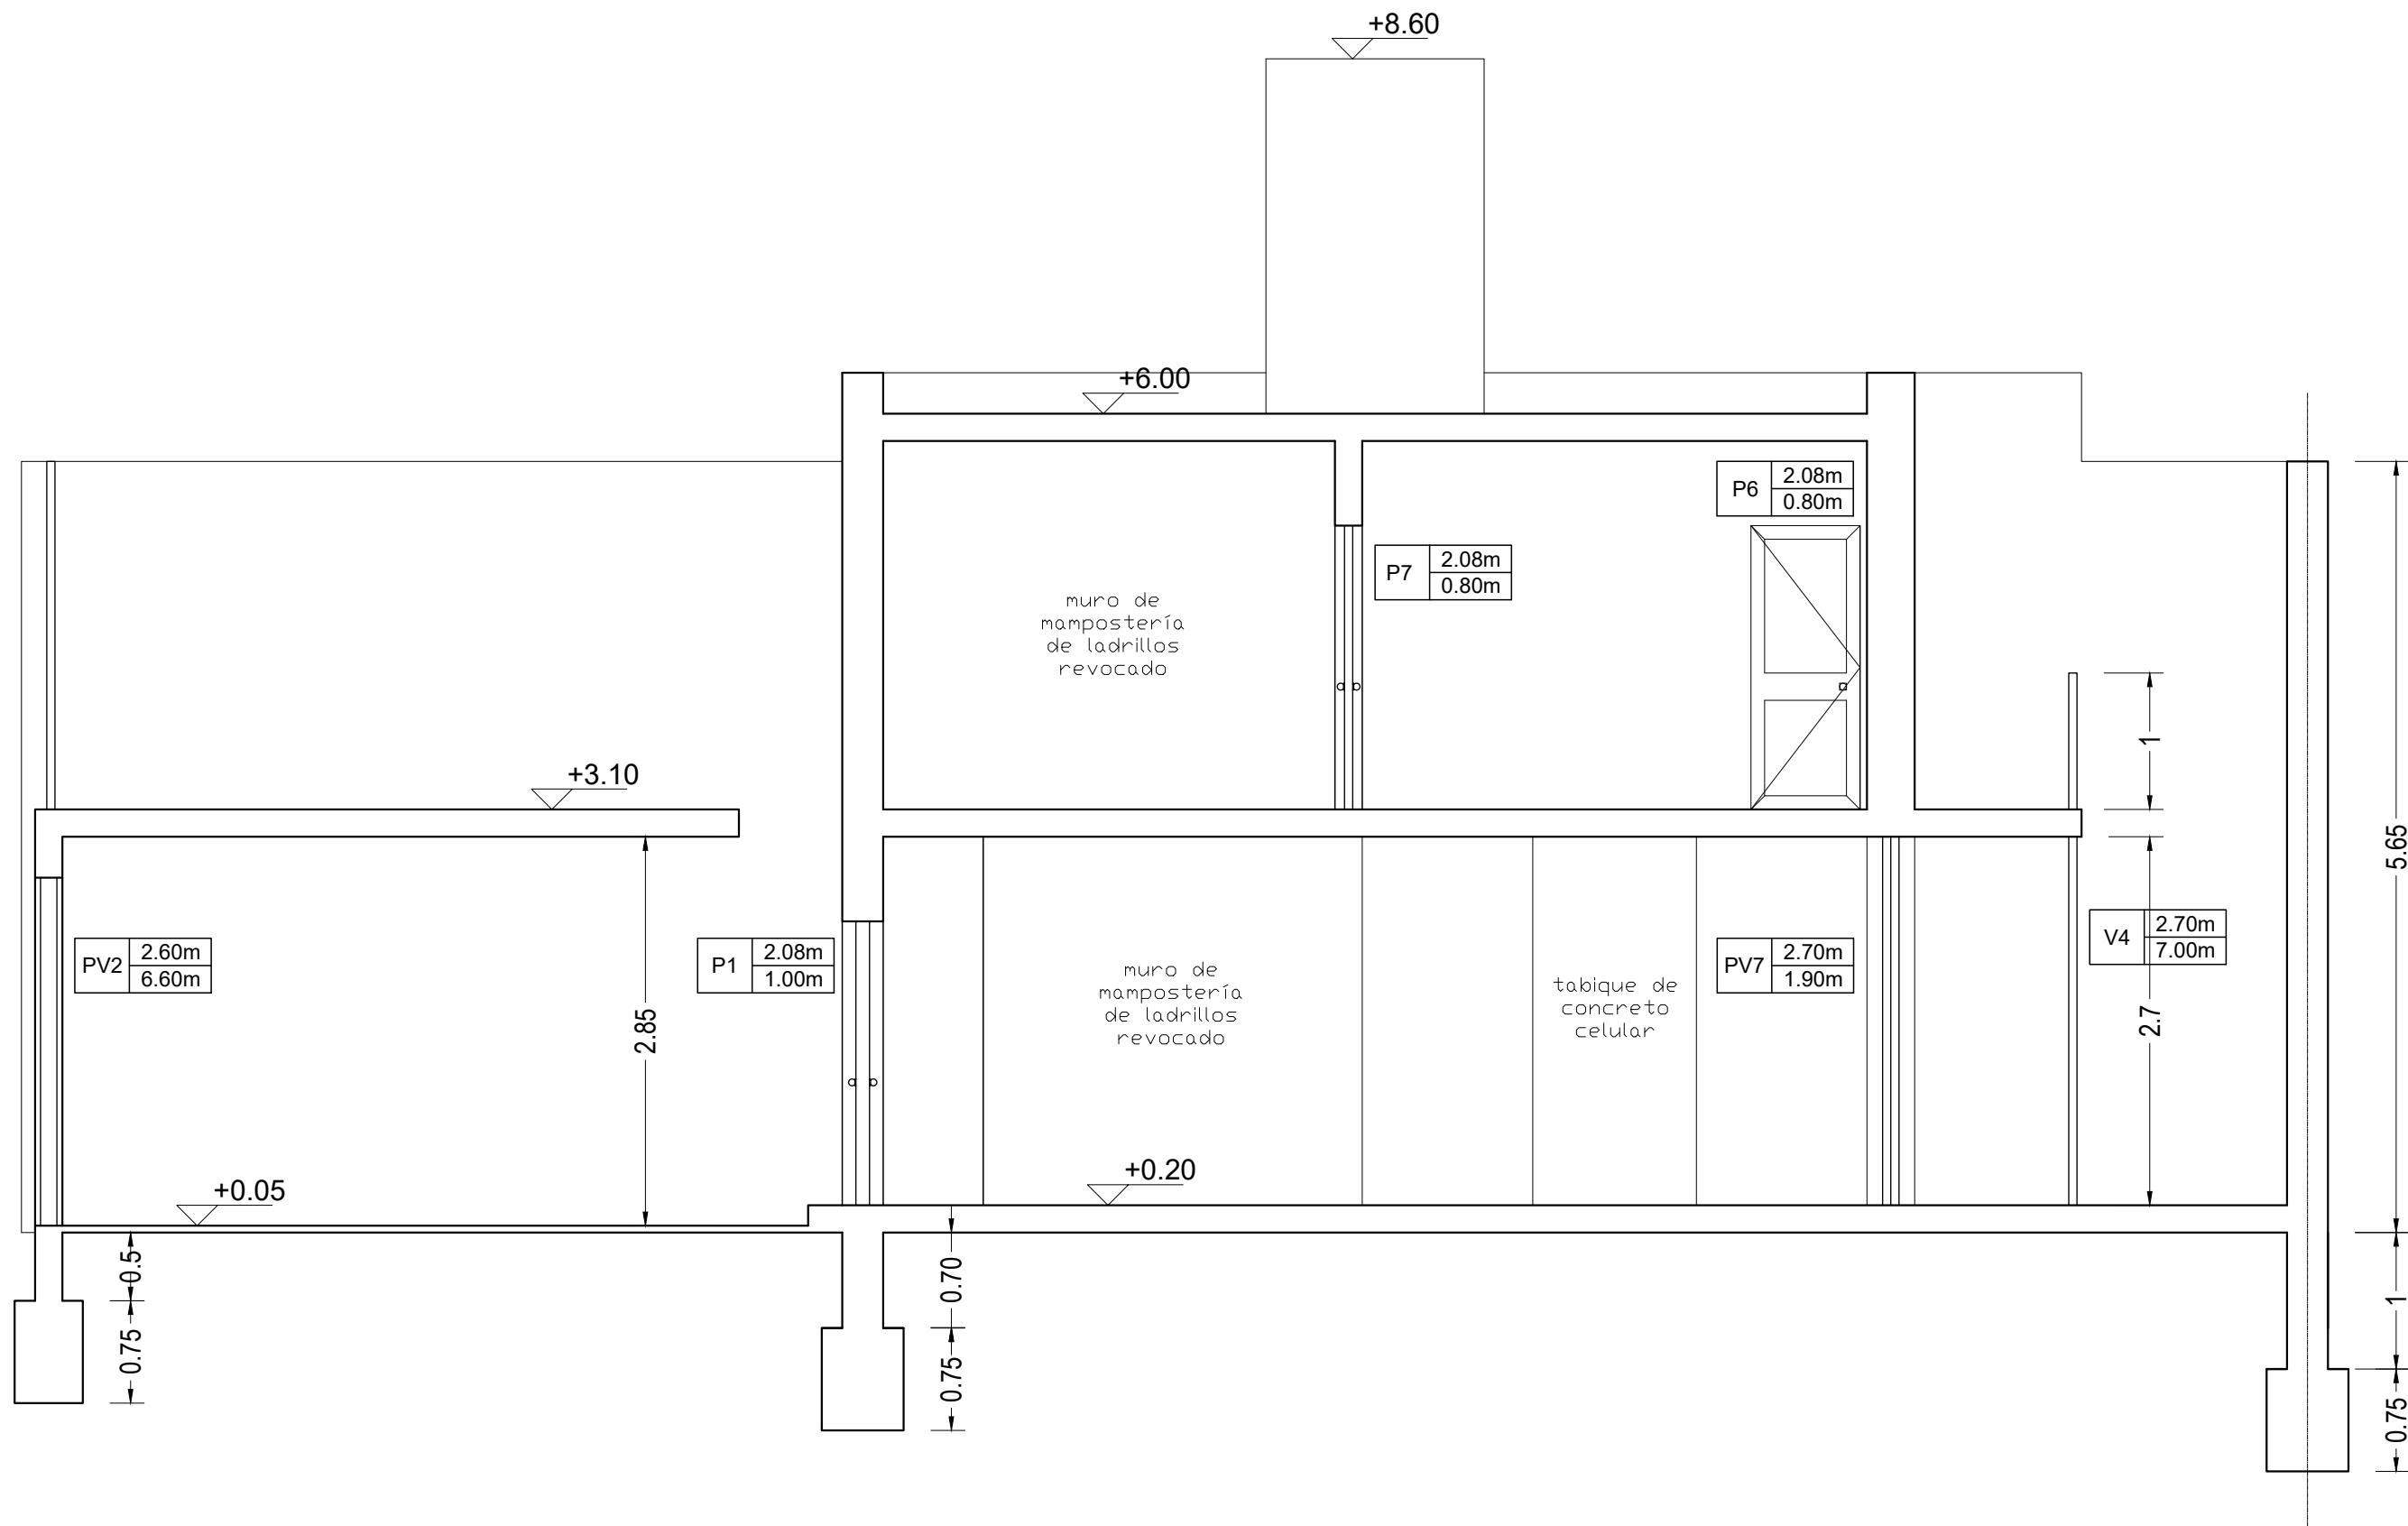 +8.60
+6.00
P6
2.08m
0.80m
P7
2.08m
0.80m
muro de
mampostería
de ladrillos
revocado
+3.10
1
5.65
PV2
2.60m
6.60m
P1
2.08m
1.00m
2.85
muro de
mampostería
de ladrillos
revocado
tabique de
concreto
celular
PV7
2.70m
1.90m
V4
2.70m
7.00m
2.7
+0.05
+0.20
0.5
0.75
0.70
0.75
1
0.75